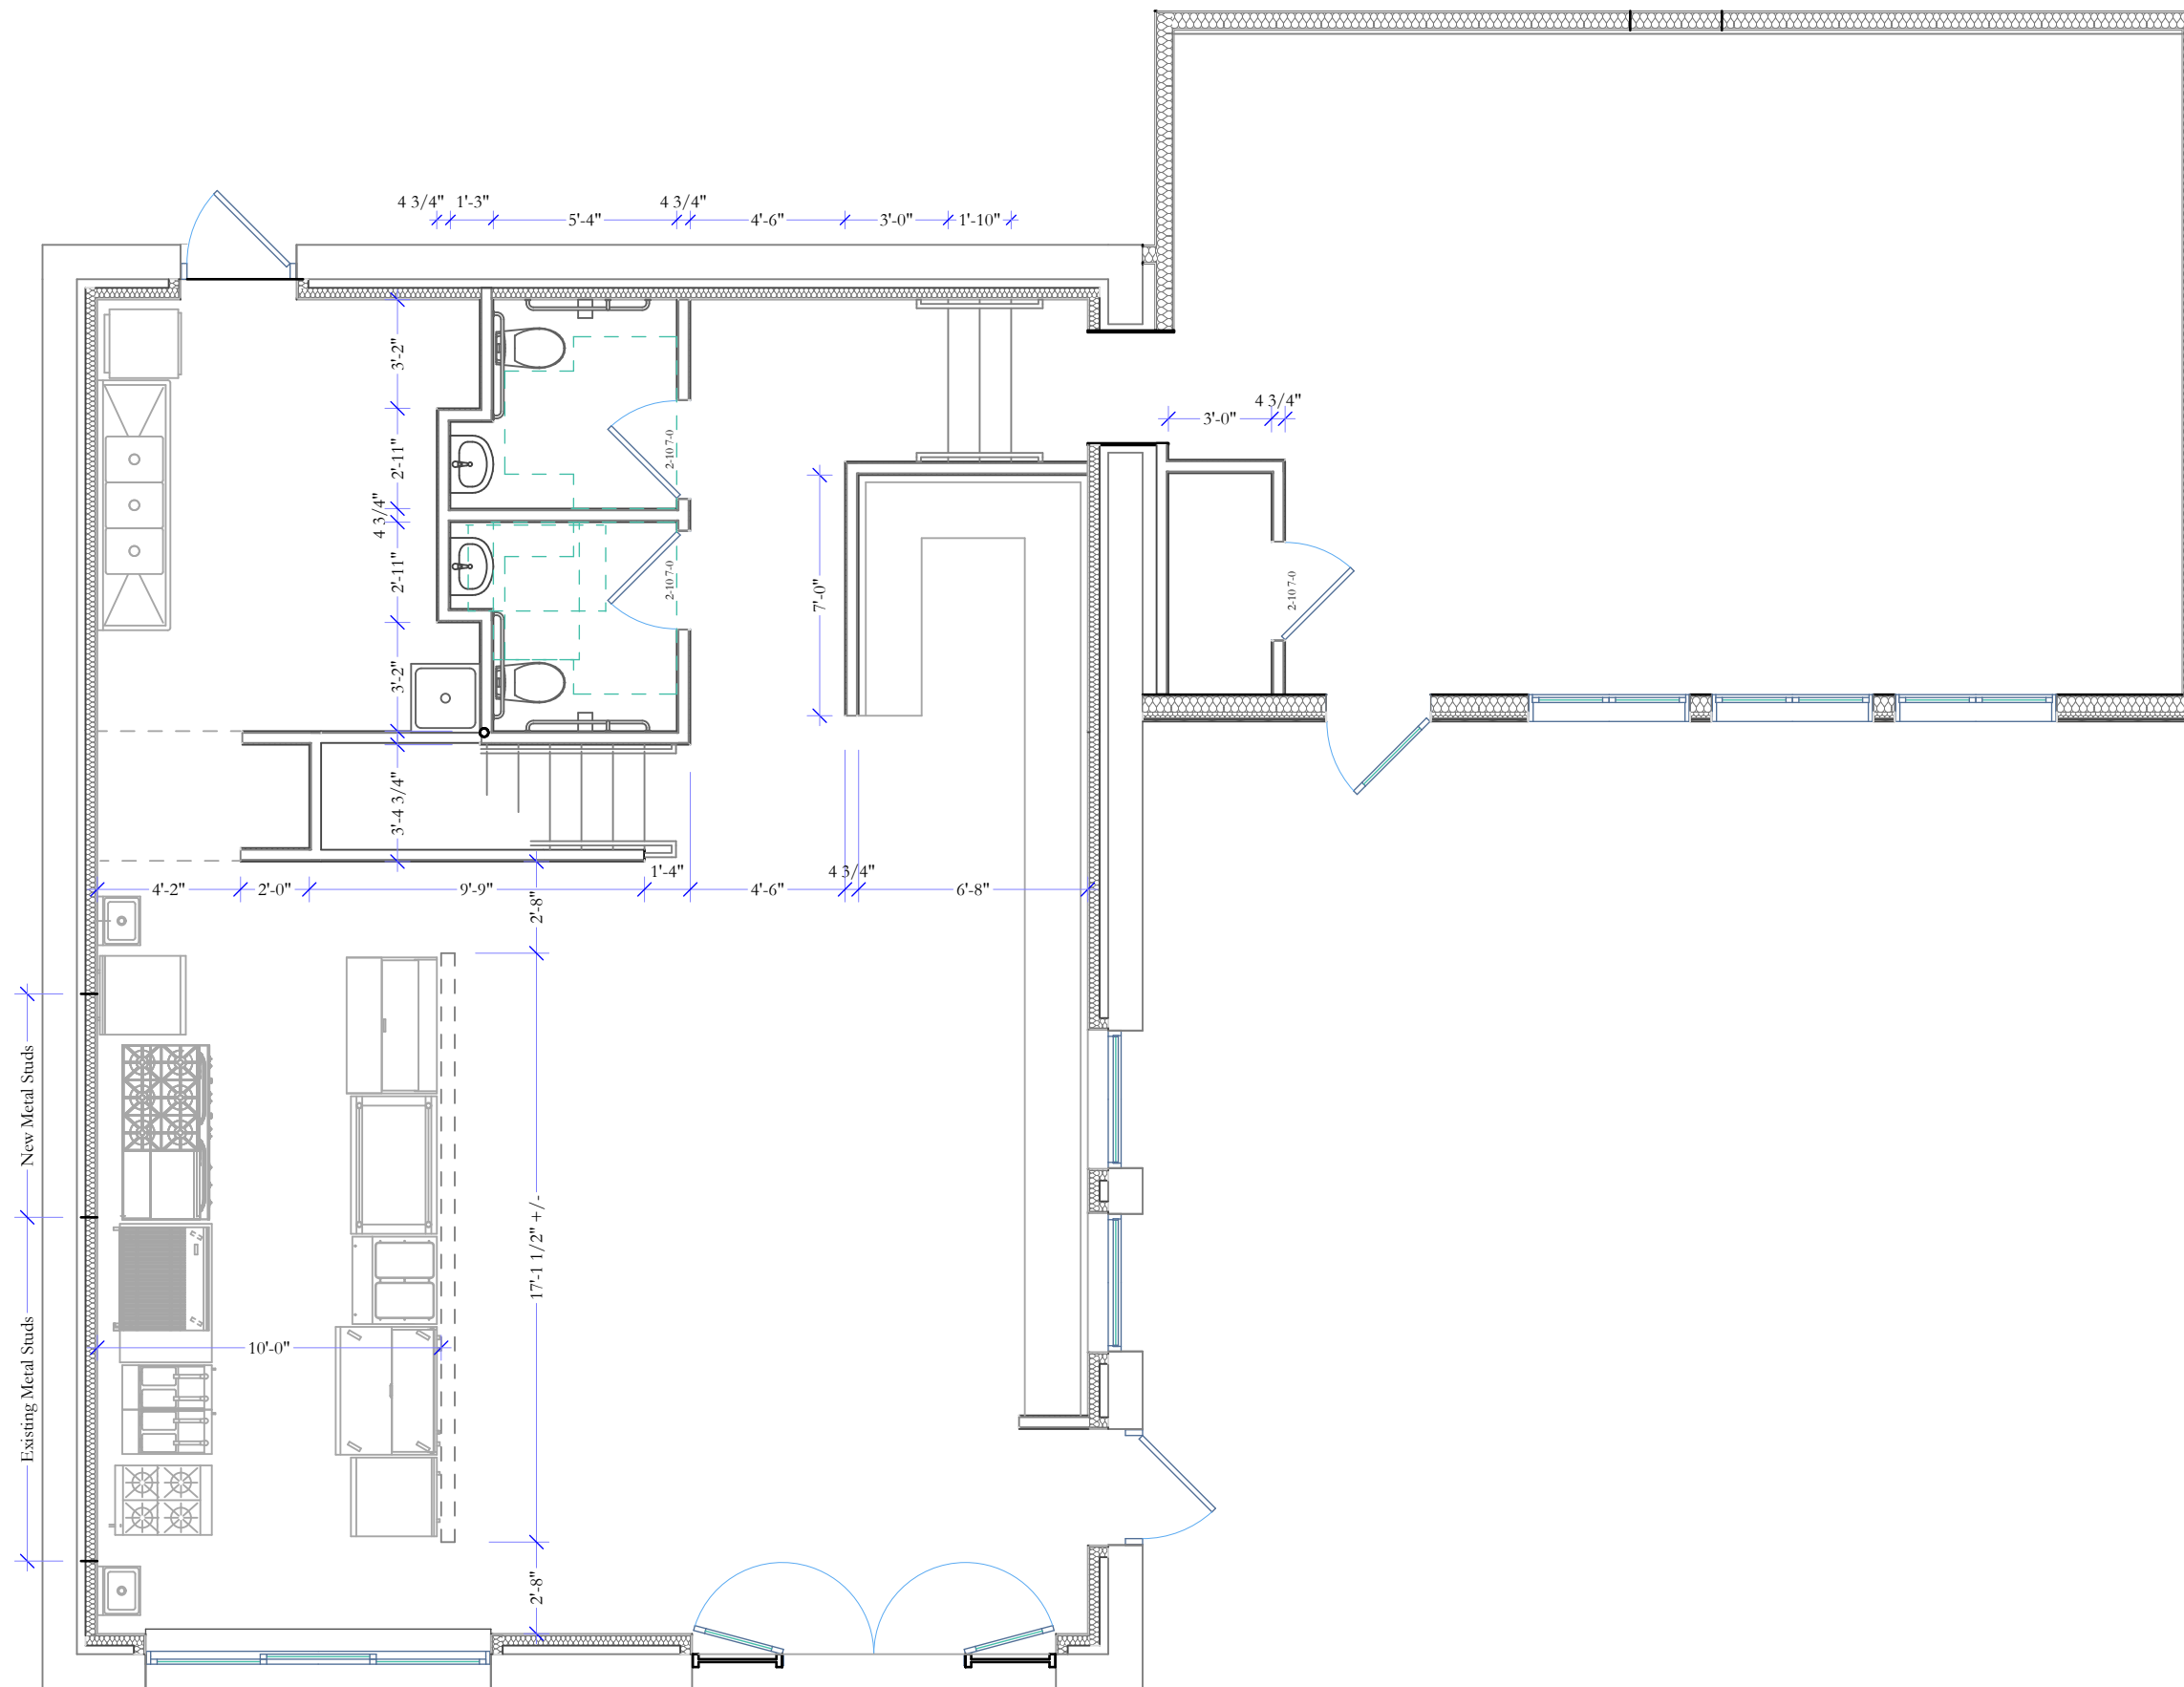 4 3/4" 1'-3" 4 3/4"
5'-4" 4'-6" 3'-0" 1'-10"
3'-2"
2'-11"
4 3/4"
2'-11"
3'-2"
3'-4 3/4"
2-10 7-0
2-10 7-0
7'-0"
4 3/4"
3'-0"
2-10 7-0
1'-4" 4 3/4"
4'-2" 2'-0" 9'-9" 4'-6" 6'-8"
2'-8"
17'-1 1/2" +/-
2'-8"
New Metal Studs
Existing Metal Studs
10'-0"